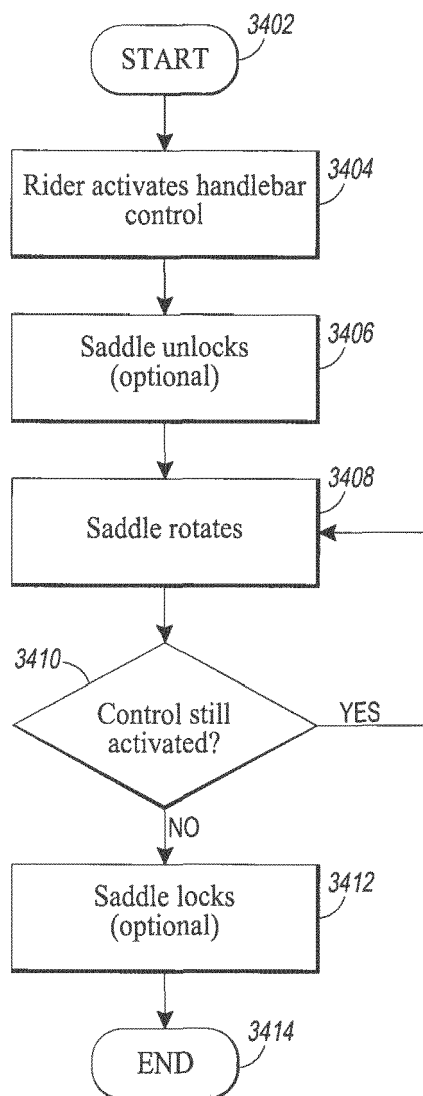 3402
START
3404
Rider activates handlebar
control
3406
Saddle unlocks
(optional)
3408
Saddle rotates
3410
Control still
activated?
YES
NO
3412
Saddle locks
(optional)
3414
END